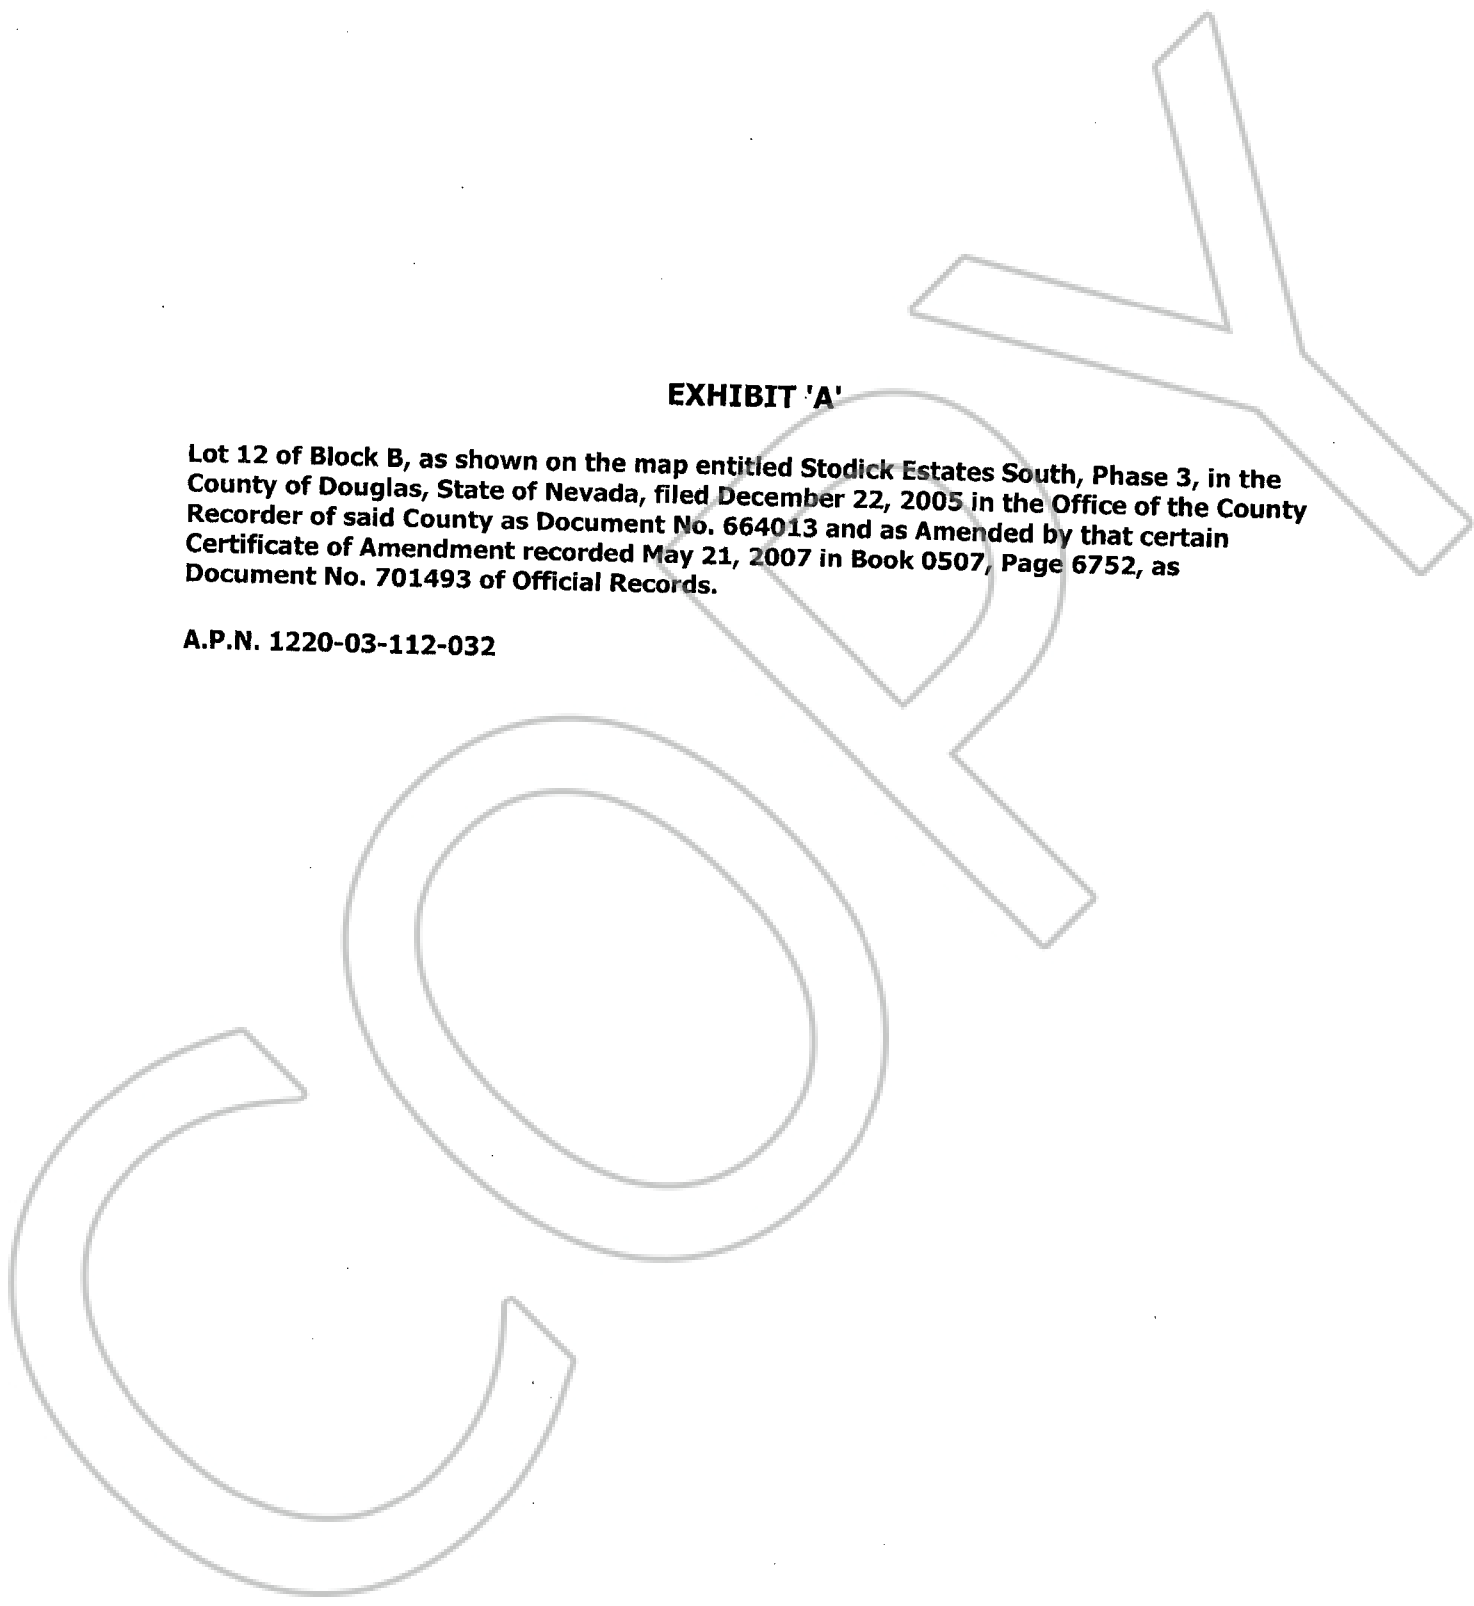 EXHIBIT 'A'
Lot 12 of Block B, as shown on the map entitled Stodick Estates South, Phase 3, in the
County of Douglas, State of Nevada, filed December 22, 2005 in the Office of the County
Recorder of said County as Document No. 664013 and as Amended by that certain
Certificate of Amendment recorded May 21, 2007 in Book 0507, Page 6752, as
Document No. 701493 of Official Records.
A.P.N. 1220-03-112-032
COPY